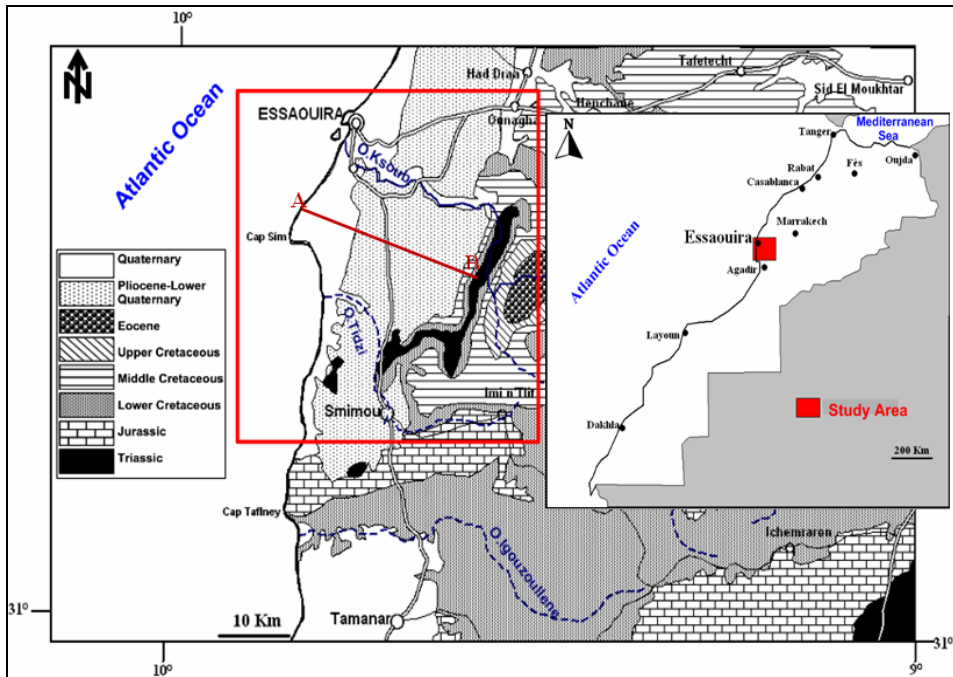 10°
N
Atlantic Ocean
Had Draa
Tafetecht
Sid El Moukhtar
Henchane
Ounagha
ESSAOUIRA
O.Ksoub
A
Cap Sim
B
O.Tidzi
Imi n Tlit
Smimou
Cap Taflney
O.Igouzoullene
Ichemraren
Tamanar
31°
10 Km
31°
10°
9°
Quaternary
Pliocene-Lower
Quaternary
Eocene
Upper Cretaceous
Middle Cretaceous
Lower Cretaceous
Jurassic
Triassic
N
Mediterranean
Sea
Tanger
Oujda
Rabat
Fès
Casablanca
Marrakech
Essaouira
Agadir
Atlantic Ocean
Layoun
Dakhla
Study Area
200 Km